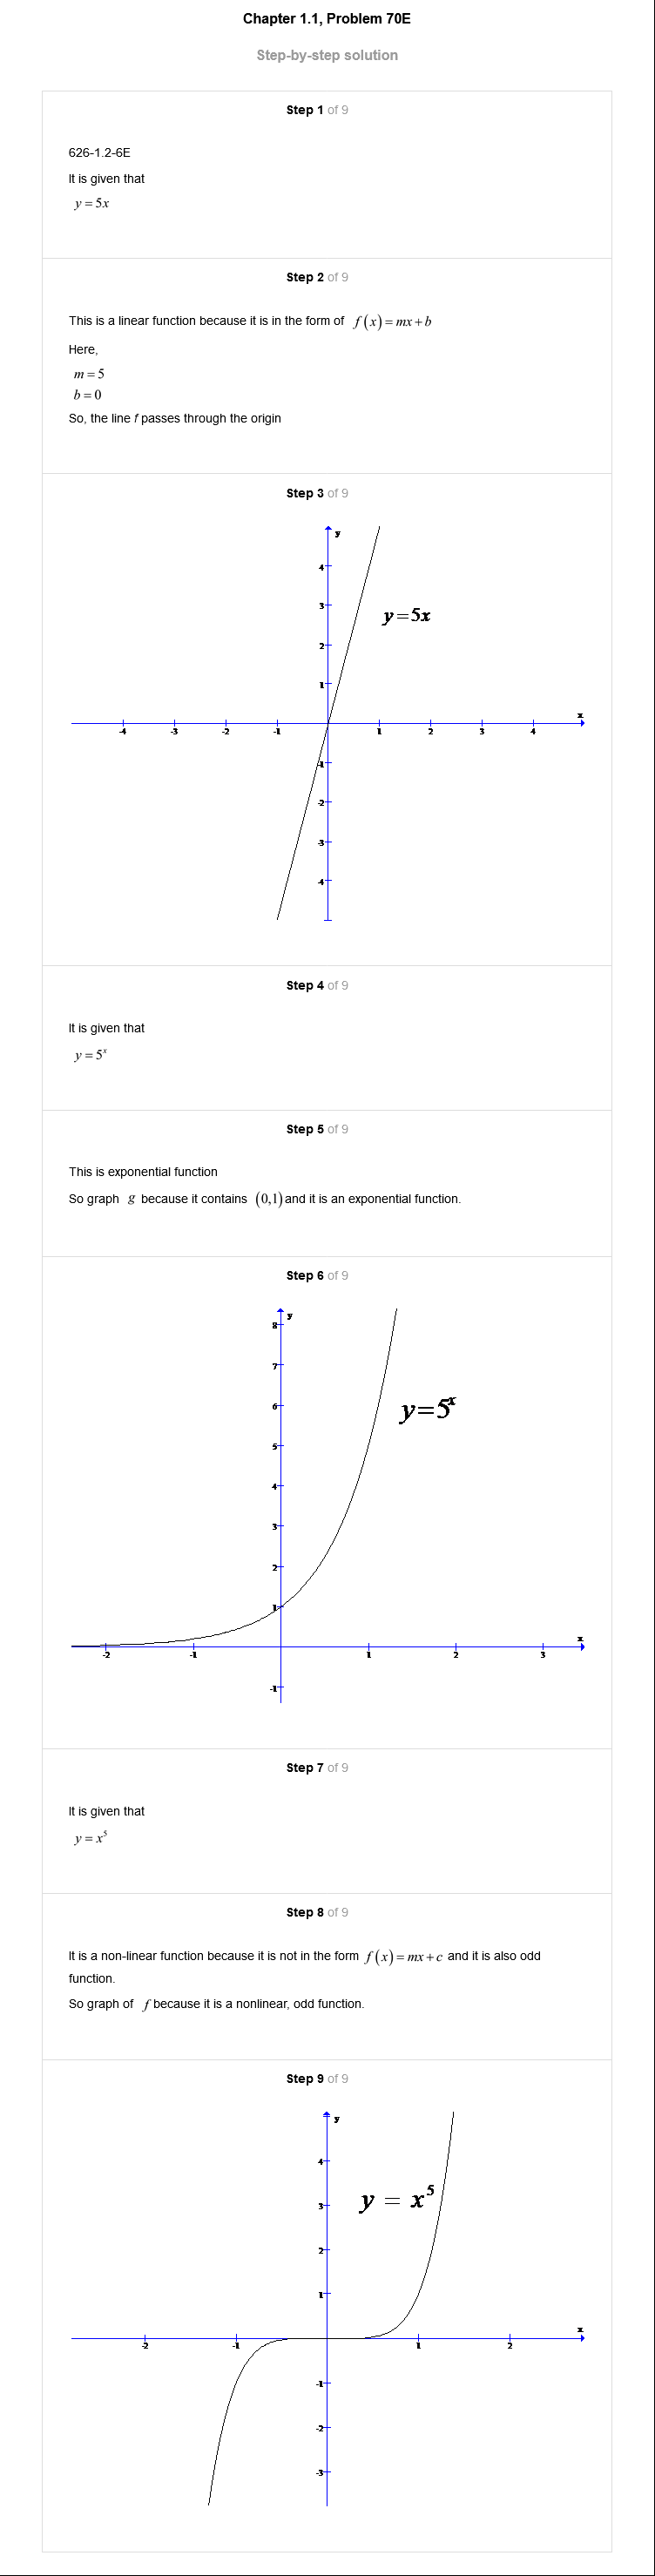 Chapter 1.1, Problem 70E
Step-by-step solution
Step 1 of 9
626-1.2-6E
It is given that
y = 5x
Step 2 of 9
This is a linear function because it is in the form of f(x) = mx + b
Here,
m = 5
b = 0
So, the line f passes through the origin
Step 3 of 9
y
4
3
y=5x
2
1
x
-4 -3 -2 -1 1 2 3 4
-1
-2
-3
-4
Step 4 of 9
It is given that
y = 5ˣ
Step 5 of 9
This is exponential function
So graph g because it contains (0,1) and it is an exponential function.
Step 6 of 9
y
8
7
6
y=5ˣ
5
4
3
2
1
x
-2 -1 1 2 3
-1
Step 7 of 9
It is given that
y = x⁵
Step 8 of 9
It is a non-linear function because it is not in the form f(x) = mx + c and it is also odd
function.
So graph of f because it is a nonlinear, odd function.
Step 9 of 9
y
4
y = x⁵
3
2
1
x
-2 -1 1 2
-1
-2
-3